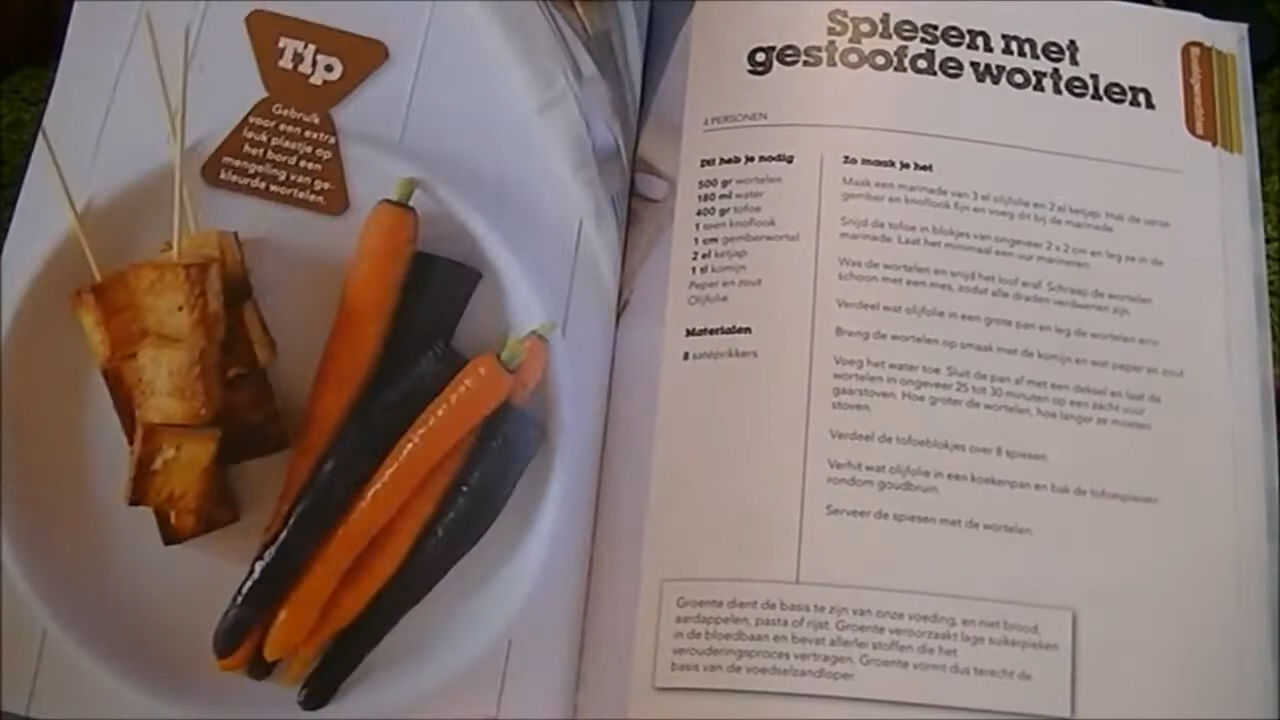 Tip
Gebruik
voor een extra
leuk plaatje op
het bord een
mengeling van ge-
kleurde wortelen.
Spiesen met
gestoofde wortelen
4 PERSONEN
Dit heb je nodig
500 gr wortelen
180 ml water
400 gr tofoe
1 teen knoflook
1 cm gemberwortel
2 el ketjap
1 tl komijn
Peper en zout
Olijfolie
Materialen
8 satéprikkers
Zo maak je het
Maak een marinade van 3 el olijfolie en 2 el ketjap. Hak de verse
gember en knoflook fijn en voeg dit bij de marinade.
Snijd de tofoe in blokjes van ongeveer 2 x 2 cm en leg ze in de
marinade. Laat het minimaal een uur marineren.
Was de wortelen en snijd het loof eraf. Schraap de wortelen
schoon met een mes, zodat alle draden verdwenen zijn.
Verdeel wat olijfolie in een grote pan en leg de wortelen erin.
Breng de wortelen op smaak met de komijn en wat peper en zout.
Voeg het water toe. Sluit de pan af met een deksel en laat de
wortelen in ongeveer 25 tot 30 minuten op een zacht vuur
gaarstoven. Hoe groter de wortelen, hoe langer ze moeten
stoven.
Verdeel de tofoeblokjes over 8 spiesen.
Verhit wat olijfolie in een koekenpan en bak de tofoespiesen
rondom goudbruin.
Serveer de spiesen met de wortelen.
Groente dient de basis te zijn van onze voeding, en niet brood,
aardappelen, pasta of rijst. Groente veroorzaakt lage suikerpieken
in de bloedbaan en bevat allerlei stoffen die het
verouderingsproces vertragen. Groente vormt dus terecht de
basis van de voedselzandloper.